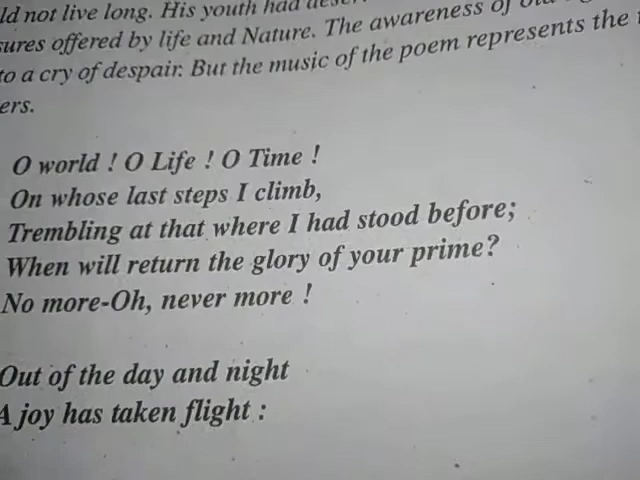 ld not live long. His youth had
sures offered by life and Nature. The awareness of
to a cry of despair. But the music of the poem represents the
ers.
O world ! O Life ! O Time !
On whose last steps I climb,
Trembling at that where I had stood before;
When will return the glory of your prime?
No more-Oh, never more !
Out of the day and night
A joy has taken flight :